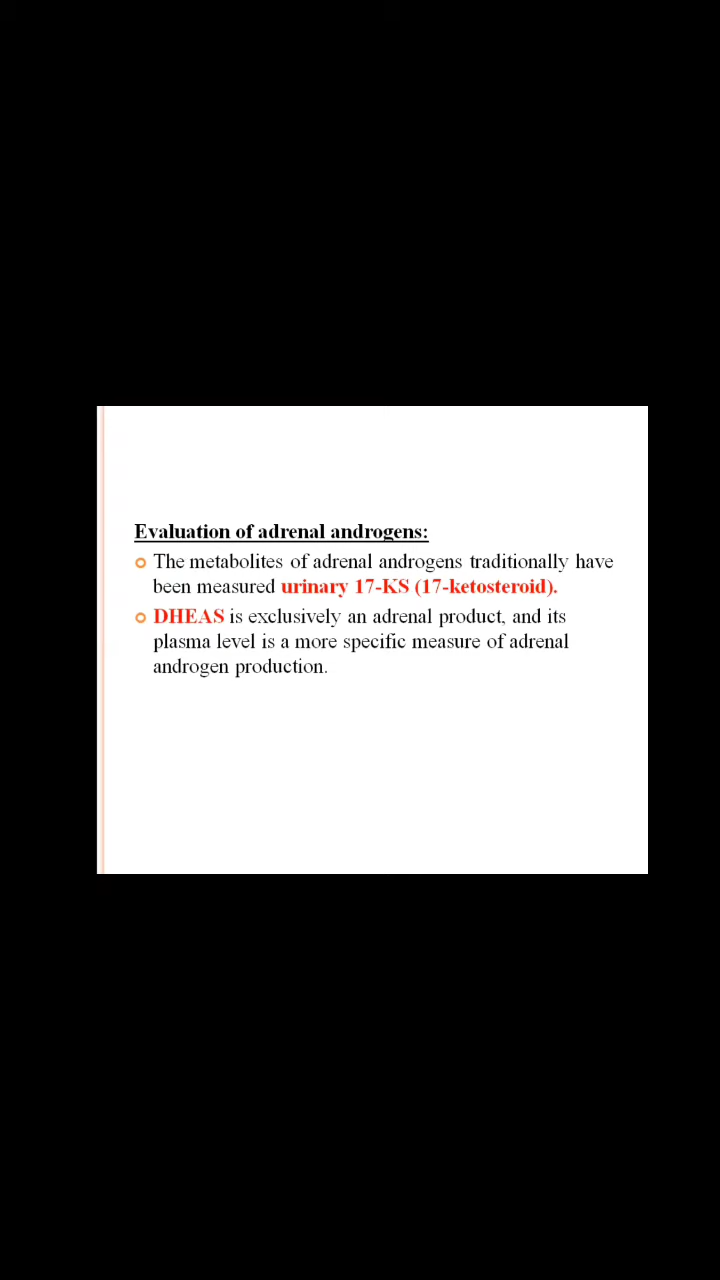 Evaluation of adrenal androgens:
The metabolites of adrenal androgens traditionally have
been measured urinary 17-KS (17-ketosteroid).
DHEAS is exclusively an adrenal product, and its
plasma level is a more specific measure of adrenal
androgen production.